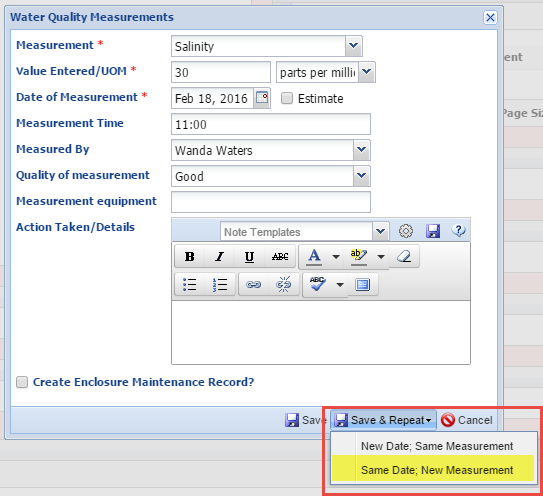 Water Quality Measurements
Measurement * Salinity
Value Entered/UOM * 30 parts per milli
Date of Measurement * Feb 18, 2016 Estimate
Measurement Time 11:00
Measured By Wanda Waters
Quality of measurement Good
Measurement equipment
Action Taken/Details Note Templates
B I U ABC A ab
ABC
Create Enclosure Maintenance Record?
Save Save & Repeat Cancel
New Date; Same Measurement
Same Date; New Measurement
ent
Page Siz